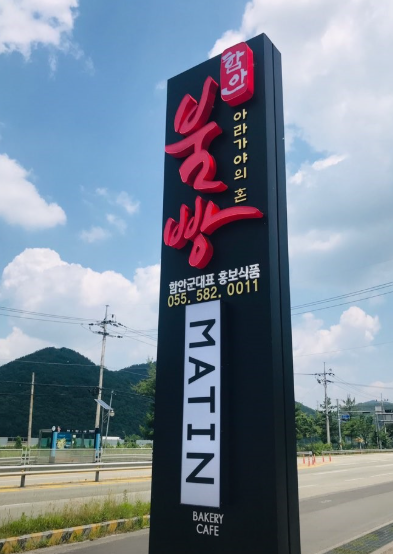 함안
불빵
아라가야의 혼
함안군대표 홍보식품
055. 582. 0011
MATIN
BAKERY
CAFE